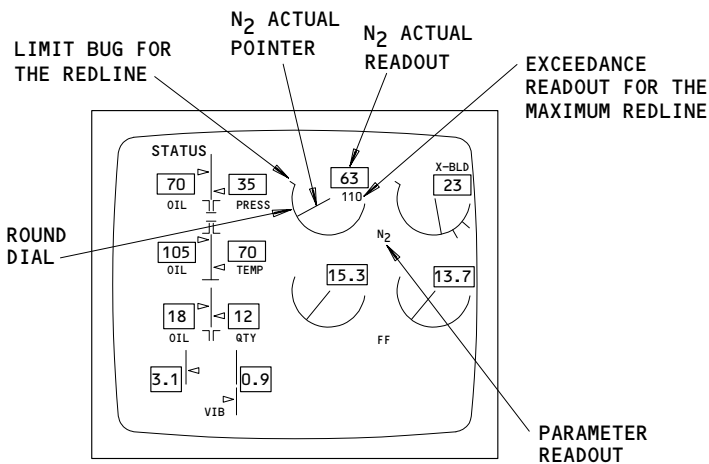 N2 ACTUAL
POINTER
N2 ACTUAL
READOUT
LIMIT BUG FOR
THE REDLINE
EXCEEDANCE
READOUT FOR THE
MAXIMUM REDLINE
STATUS
70
35
OIL
PRESS
63
110
X-BLD
23
ROUND
DIAL
N2
105
70
OIL
TEMP
15.3
13.7
18
12
OIL
QTY
FF
3.1
0.9
VIB
PARAMETER
READOUT